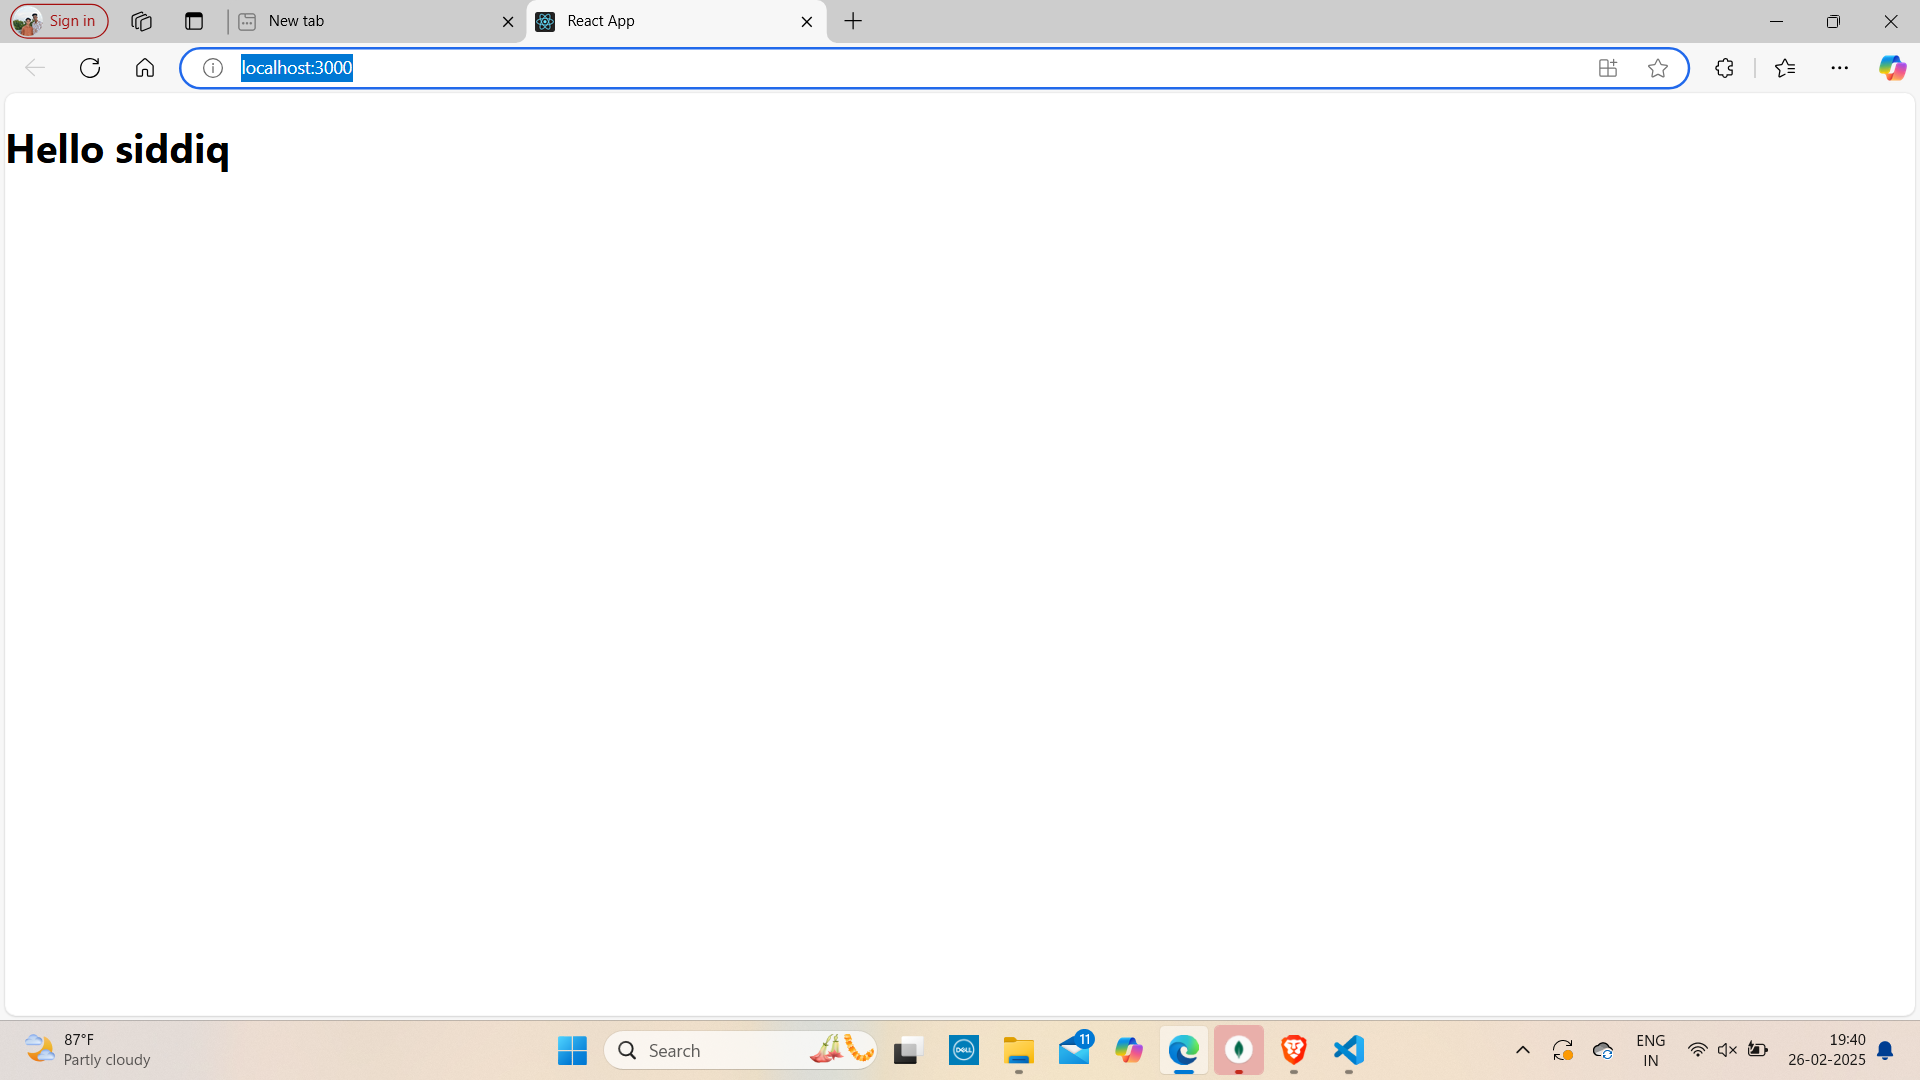 Sign in
New tab
React App
localhost:3000
Hello siddiq
87°F
Partly cloudy
Search
DELL
11
ENG
IN
19:40
26-02-2025